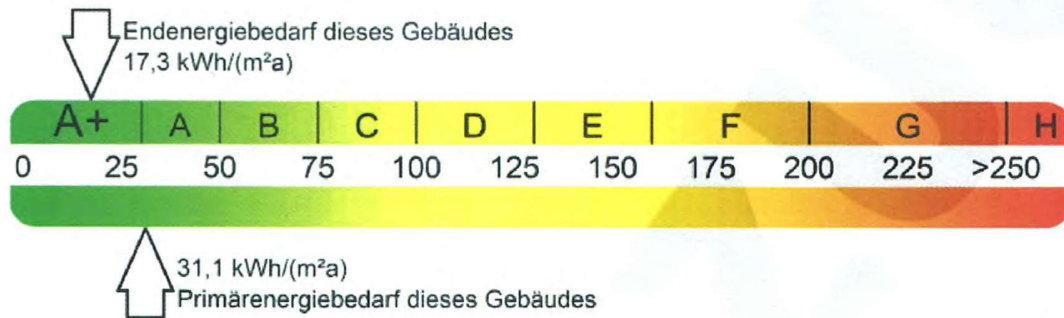 Endenergiebedarf dieses Gebäudes
17,3 kWh/(m²a)
A+ A B C D E F G H
0 25 50 75 100 125 150 175 200 225 >250
31,1 kWh/(m²a)
Primärenergiebedarf dieses Gebäudes